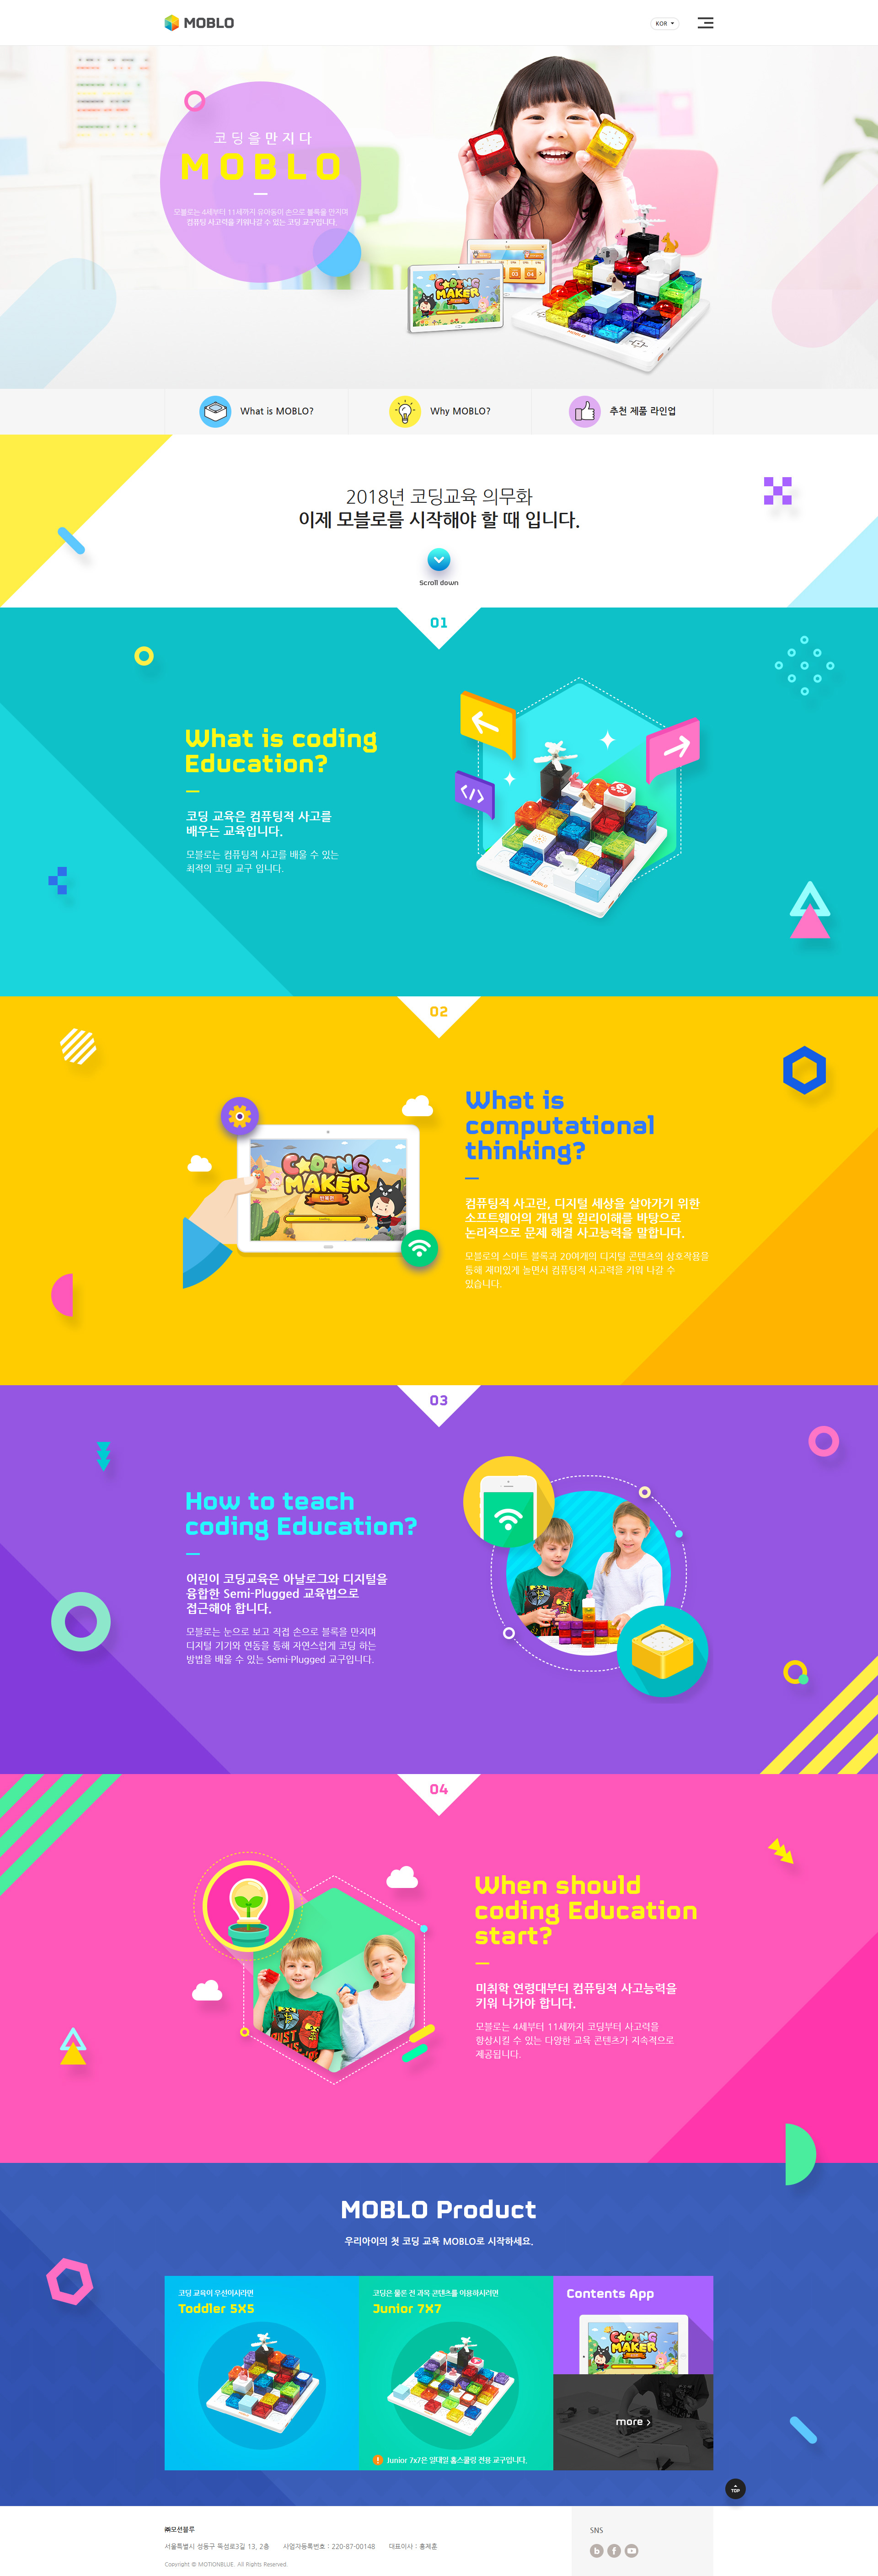 MOBLO
KOR
코딩을 만지다
MOBLO
모블로는 4세부터 11세까지 유아동이 손으로 블록을 만지며
컴퓨팅 사고력을 키워나갈 수 있는 코딩 교구입니다.
CODING
MAKER
03
04
What is MOBLO?
Why MOBLO?
추천 제품 라인업
2018년 코딩교육 의무화
이제 모블로를 시작해야 할 때 입니다.
Scroll down
01
What is coding
Education?
코딩 교육은 컴퓨팅적 사고를
배우는 교육입니다.
모블로는 컴퓨팅적 사고를 배울 수 있는
최적의 코딩 교구 입니다.
</>
02
What is
computational
thinking?
CODING
MAKER
컴퓨팅적 사고란, 디지털 세상을 살아가기 위한
소프트웨어의 개념 및 원리이해를 바탕으로
논리적으로 문제 해결 사고능력을 말합니다.
모블로의 스마트 블록과 20여개의 디지털 콘텐츠의 상호작용을
통해 재미있게 놀면서 컴퓨팅적 사고력을 키워 나갈 수
있습니다.
03
How to teach
coding Education?
어린이 코딩교육은 아날로그와 디지털을
융합한 Semi-Plugged 교육법으로
접근해야 합니다.
모블로는 눈으로 보고 직접 손으로 블록을 만지며
디지털 기기와 연동을 통해 자연스럽게 코딩 하는
방법을 배울 수 있는 Semi-Plugged 교구입니다.
04
When should
coding Education
start?
미취학 연령대부터 컴퓨팅적 사고능력을
키워 나가야 합니다.
모블로는 4세부터 11세까지 코딩부터 사고력을
향상시킬 수 있는 다양한 교육 콘텐츠가 지속적으로
제공됩니다.
MOBLO Product
우리아이의 첫 코딩 교육 MOBLO로 시작하세요.
코딩 교육이 우선이시라면
Toddler 5X5
코딩은 물론 전 과목 콘텐츠를 이용하시려면
Junior 7X7
Junior 7x7은 일대일 홈스쿨링 전용 교구입니다.
Contents App
CODING
MAKER
more >
TOP
㈜모션블루
서울특별시 성동구 뚝섬로3길 13, 2층 사업자등록번호 : 220-87-00148 대표이사 : 홍제훈
Copyright © MOTIONBLUE. All Rights Reserved.
SNS